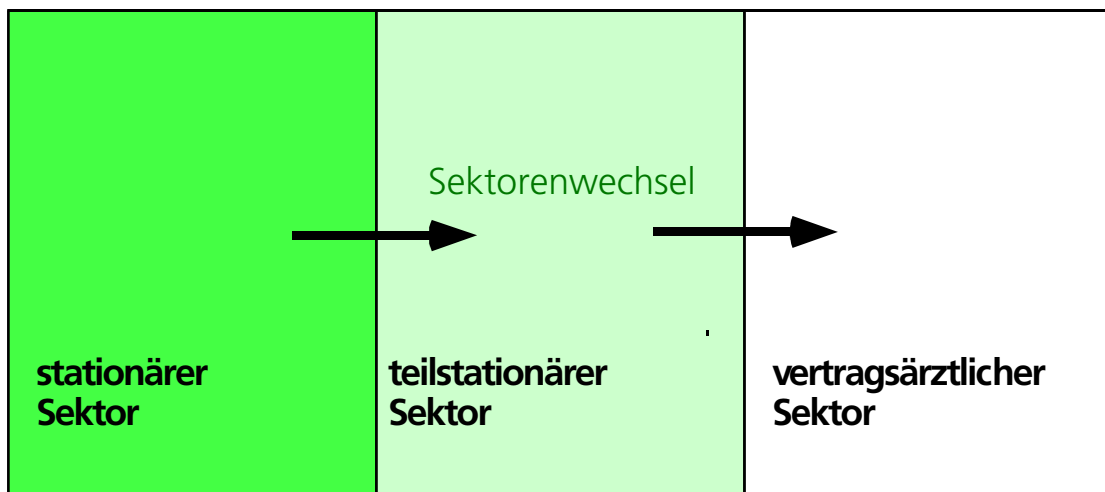 Sektorenwechsel
stationärer
Sektor
teilstationärer
Sektor
vertragsärztlicher
Sektor